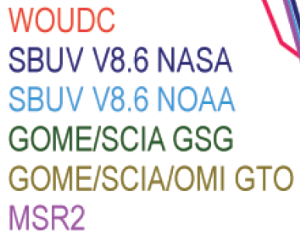 WOUDC
SBUV V8.6 NASA
SBUV V8.6 NOAA
GOME/SCIA GSG
GOME/SCIA/OMI GTO
MSR2